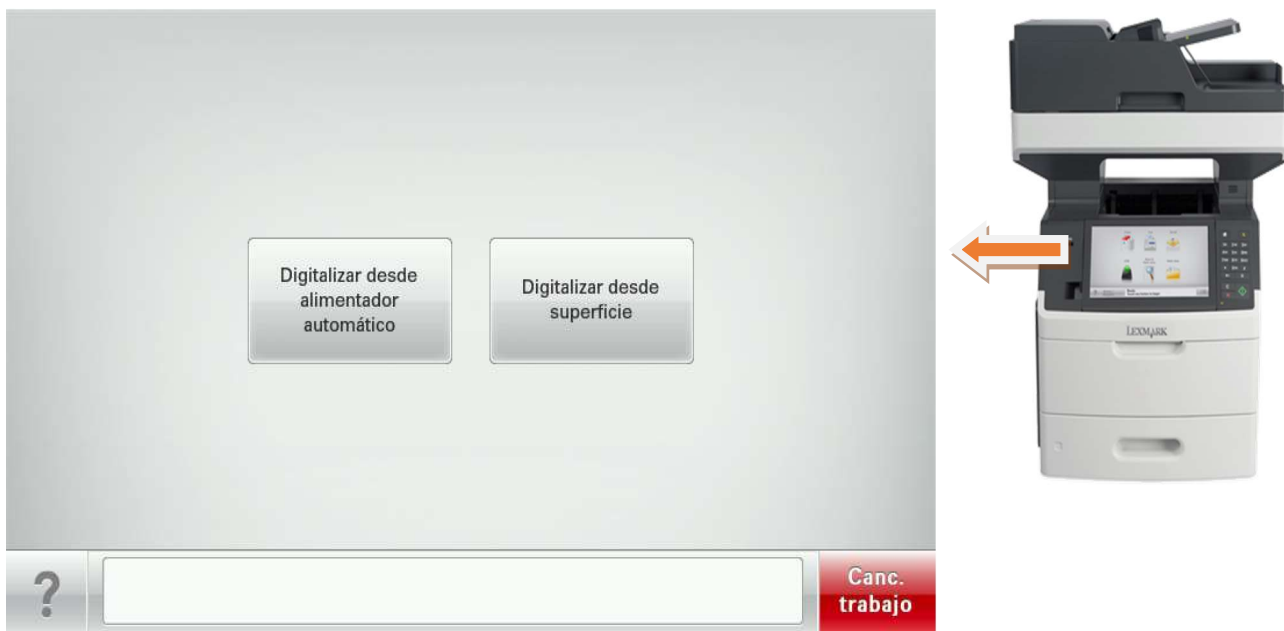 Digitalizar desde
alimentador
automático
Digitalizar desde
superficie
?
Canc.
trabajo
LEXMARK